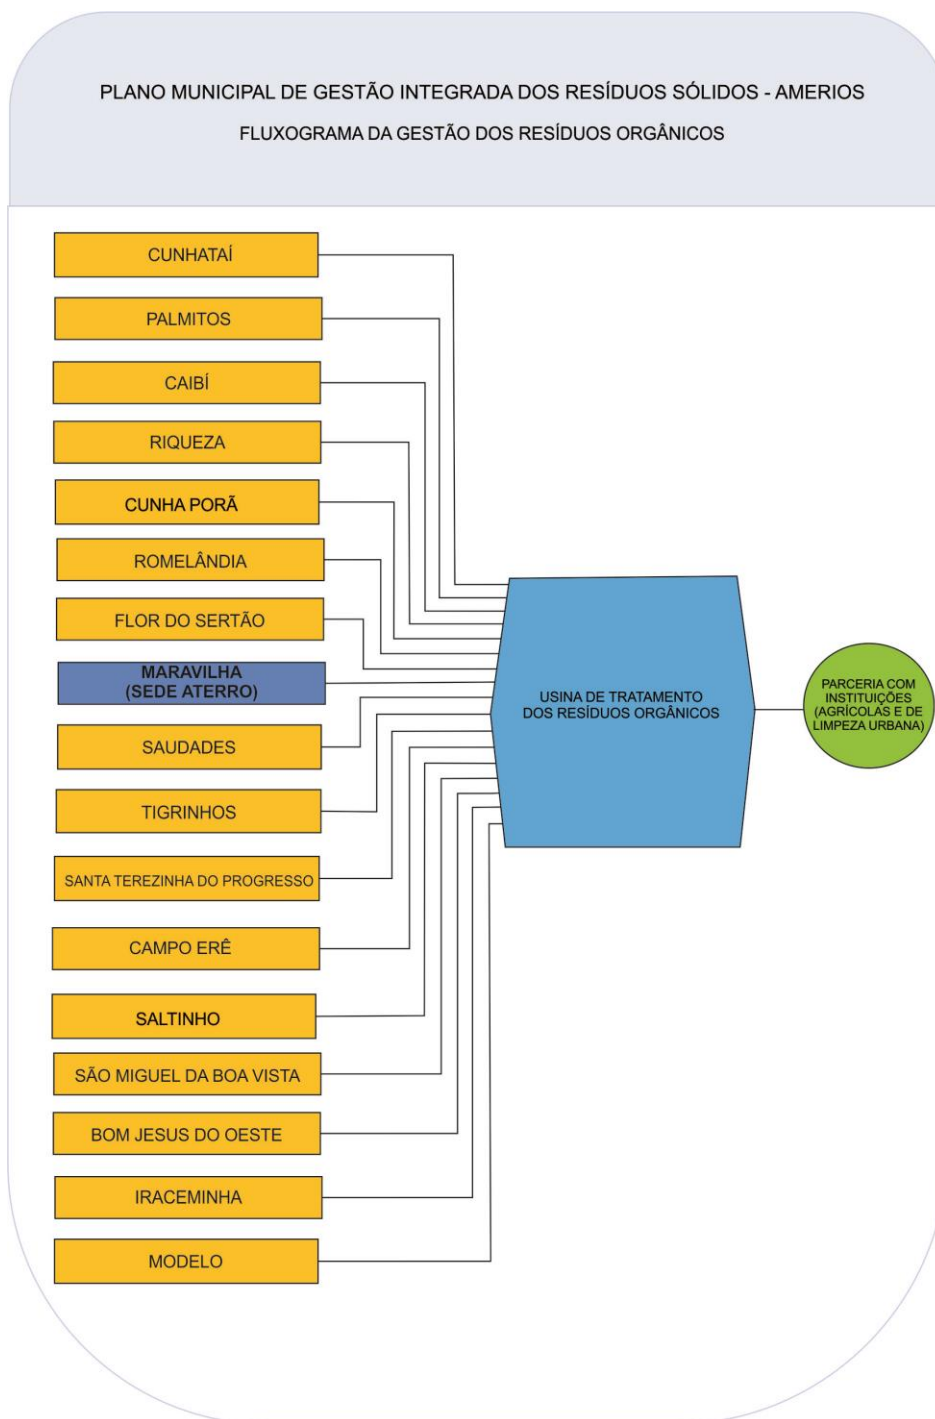 PLANO MUNICIPAL DE GESTÃO INTEGRADA DOS RESÍDUOS SÓLIDOS - AMERIOS
FLUXOGRAMA DA GESTÃO DOS RESÍDUOS ORGÂNICOS
CUNHATAÍ
PALMITOS
CAIBÍ
RIQUEZA
CUNHA PORÃ
ROMELÂNDIA
FLOR DO SERTÃO
MARAVILHA
(SEDE ATERRO)
SAUDADES
TIGRINHOS
SANTA TEREZINHA DO PROGRESSO
CAMPO ERÊ
SALTINHO
SÃO MIGUEL DA BOA VISTA
BOM JESUS DO OESTE
IRACEMINHA
MODELO
USINA DE TRATAMENTO
DOS RESÍDUOS ORGÂNICOS
PARCERIA COM
INSTITUIÇÕES
(AGRÍCOLAS E DE
LIMPEZA URBANA)